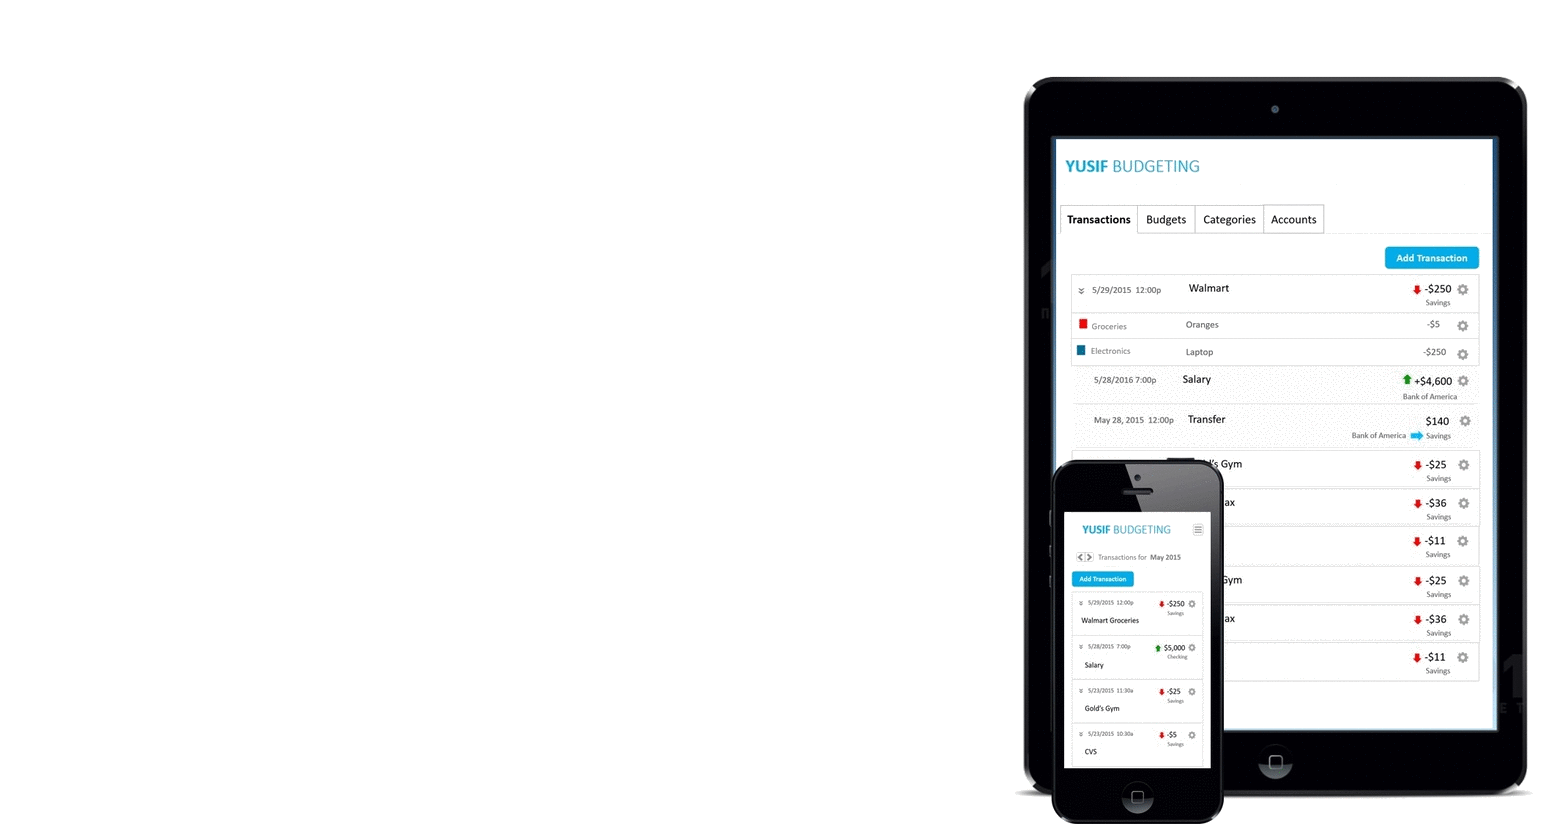 YUSIF BUDGETING
Transactions Budgets Categories Accounts
Add Transaction
5/29/2015 12:00p Walmart -$250
Savings
Groceries Oranges -$5
Electronics Laptop -$250
5/28/2016 7:00p Salary +$4,600
Bank of America
May 28, 2015 12:00p Transfer $140
Bank of America Savings
Gym -$25
Savings
ax -$36
Savings
-$11
Savings
Gym -$25
Savings
ax -$36
Savings
-$11
Savings
YUSIF BUDGETING
Transactions for May 2015
Add Transaction
5/29/2015 12:00p -$250
Savings
Walmart Groceries
5/28/2015 7:00p $5,000
Checking
Salary
5/23/2015 11:30a -$25
Savings
Gold's Gym
5/23/2015 10:30a -$5
Savings
CVS